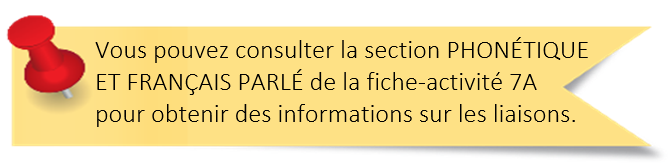 Vous pouvez consulter la section PHONÉTIQUE
ET FRANÇAIS PARLÉ de la fiche-activité 7A
pour obtenir des informations sur les liaisons.